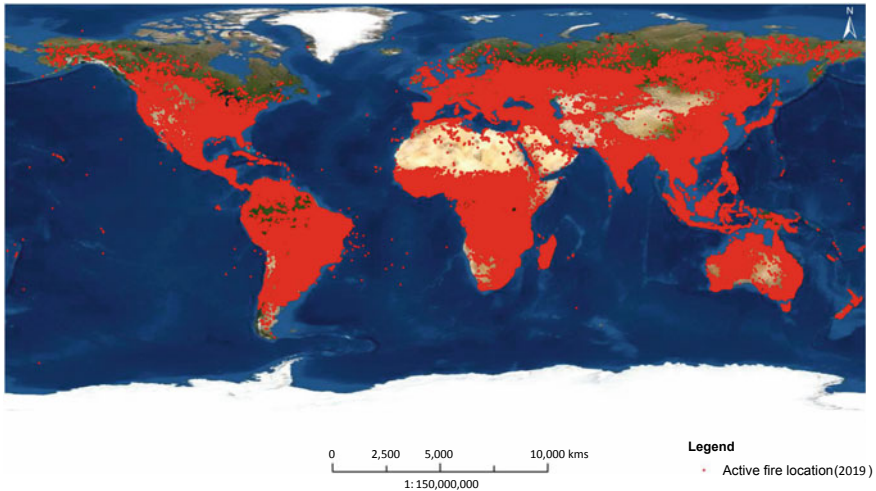 N
0 2,500 5,000 10,000 kms
1: 150,000,000
Legend
Active fire location(2019)